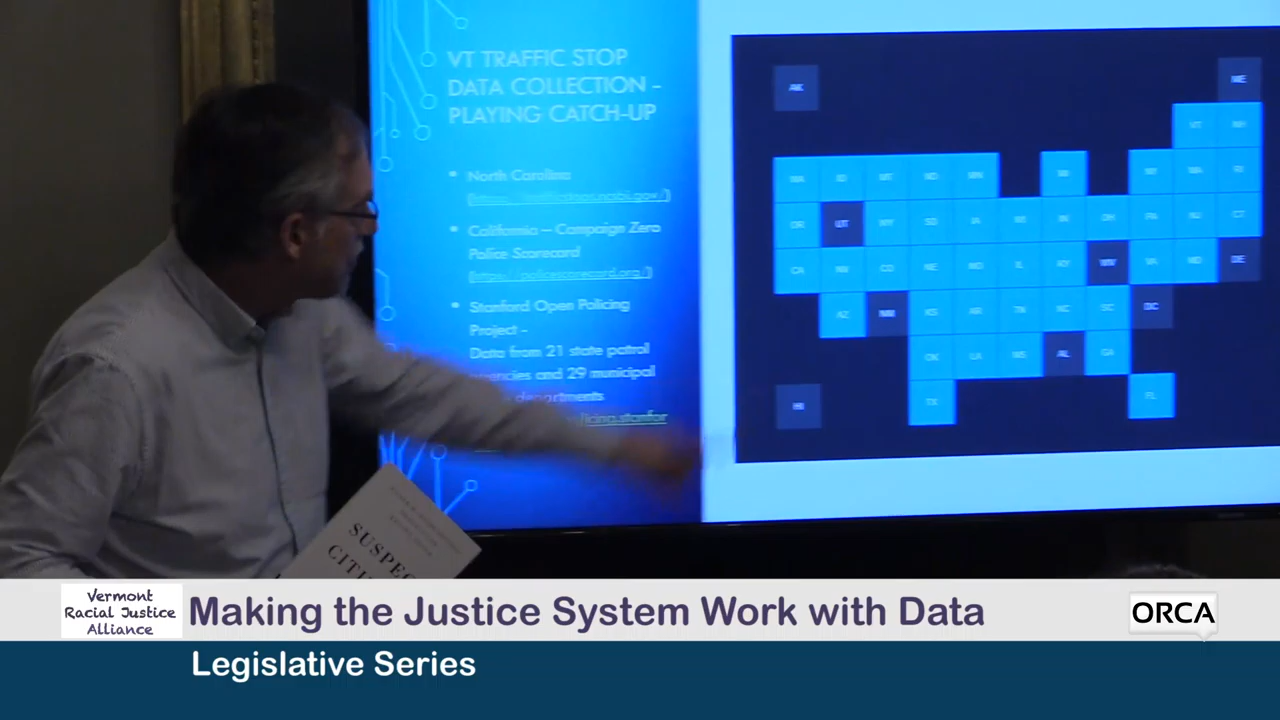 VT TRAFFIC STOP
DATA COLLECTION –
PLAYING CATCH-UP
• North Carolina
• California – Campaign Zero
Police Scorecard
(https://policescorecard.org/)
• Stanford Open Policing
Project –
Data from 21 state patrol
and 29 municipal
departments
AK
ME
VT NH
WA ID MT ND MN WI NY MA RI
OR UT WY SD IA IN OH PA NJ CT
CA NV CO NE MO IL KY WV VA MD DE
AZ NM KS AR TN NC SC DC
OK LA MS AL GA
HI TX FL
SUSPEC
CITI
Vermont
Racial Justice
Alliance
Making the Justice System Work with Data
ORCA
Legislative Series